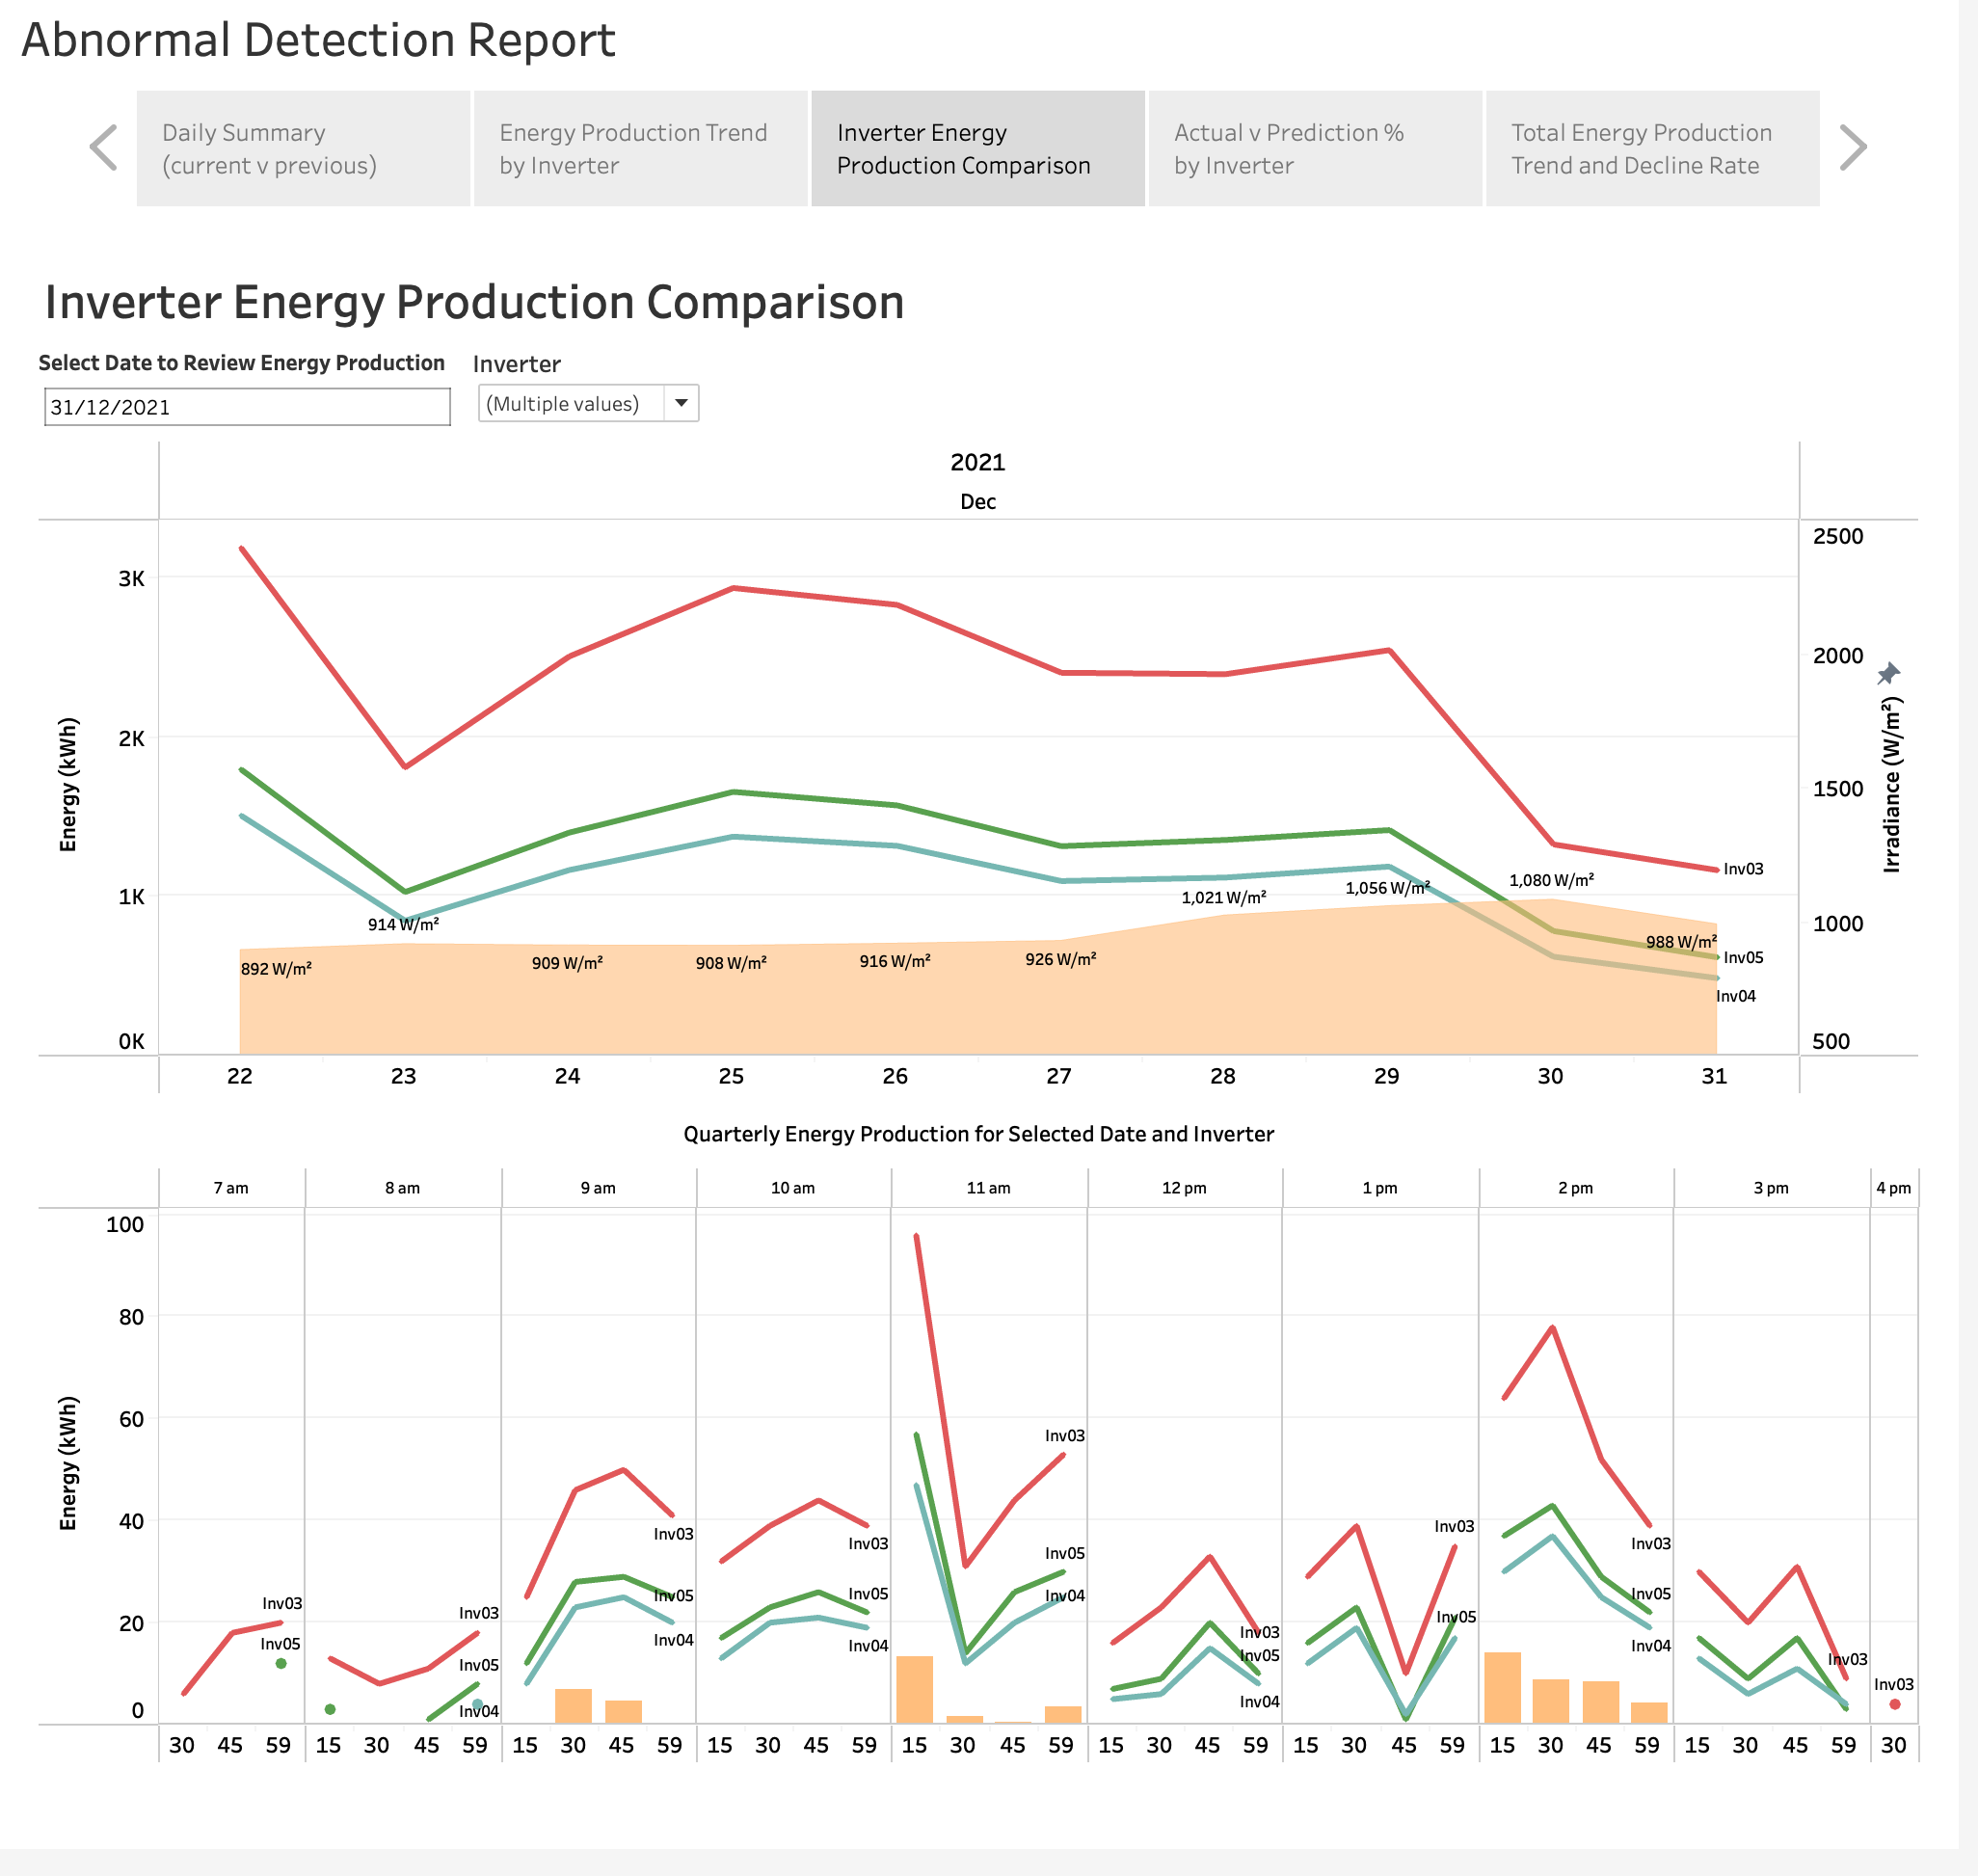 Abnormal Detection Report
Daily Summary
(current v previous)
Energy Production Trend
by Inverter
Inverter Energy
Production Comparison
Actual v Prediction %
by Inverter
Total Energy Production
Trend and Decline Rate
Inverter Energy Production Comparison
Select Date to Review Energy Production
Inverter
31/12/2021
(Multiple values)
2021
Dec
3K
2K
1K
0K
Energy (kWh)
2500
2000
1500
1000
500
Irradiance (W/m²)
892 W/m²
914 W/m²
909 W/m²
908 W/m²
916 W/m²
926 W/m²
1,021 W/m²
1,056 W/m²
1,080 W/m²
988 W/m²
Inv03
Inv05
Inv04
22 23 24 25 26 27 28 29 30 31
Quarterly Energy Production for Selected Date and Inverter
7 am 8 am 9 am 10 am 11 am 12 pm 1 pm 2 pm 3 pm 4 pm
100
80
60
40
20
0
Energy (kWh)
Inv03
Inv05
Inv03
Inv05
Inv04
Inv03
Inv05
Inv04
Inv03
Inv05
Inv04
Inv03
Inv05
Inv04
Inv03
Inv05
Inv04
Inv03
Inv05
Inv03
Inv05
Inv04
Inv03
Inv03
30 45 59 15 30 45 59 15 30 45 59 15 30 45 59 15 30 45 59 15 30 45 59 15 30 45 59 15 30 45 59 15 30 45 59 30